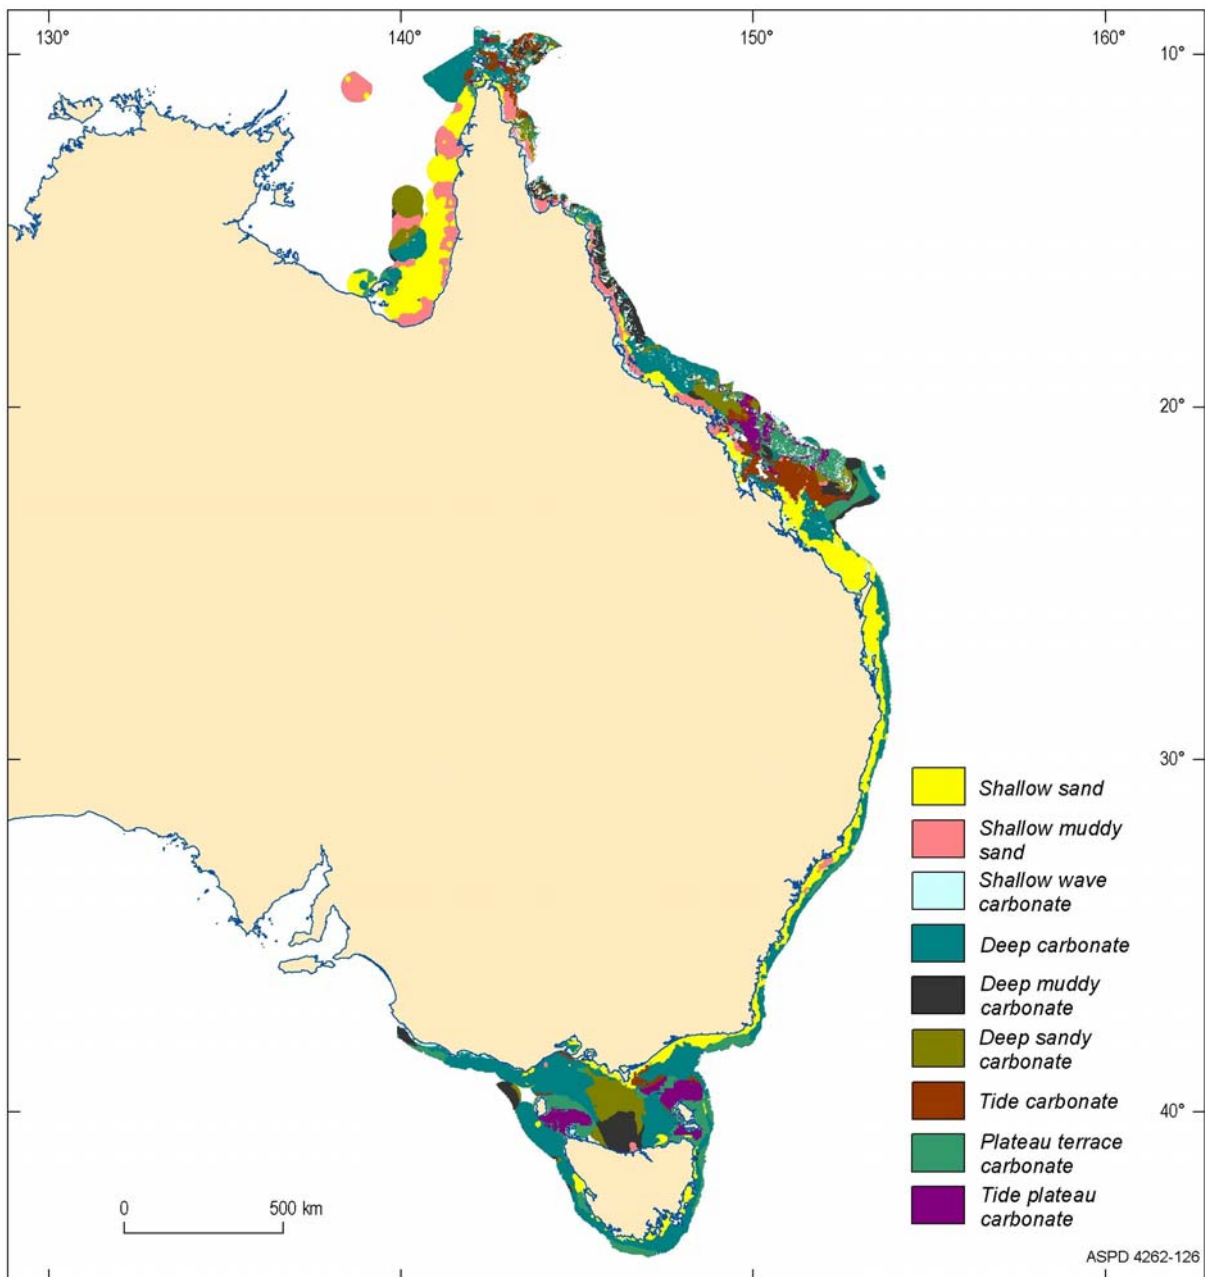 130°
140°
150°
160°
10°
20°
30°
40°
Shallow sand
Shallow muddy
sand
Shallow wave
carbonate
Deep carbonate
Deep muddy
carbonate
Deep sandy
carbonate
Tide carbonate
Plateau terrace
carbonate
Tide plateau
carbonate
0 500 km
ASPD 4262-126